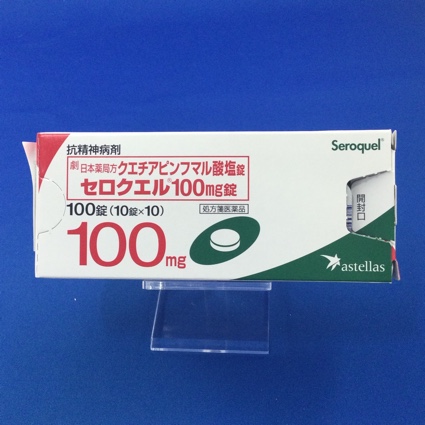 抗精神病剤
Seroquel®
劇 日本薬局方 クエチアピンフマル酸塩錠
セロクエル®100mg錠
100錠(10錠×10)
処方箋医薬品
開封口
100mg
astellas